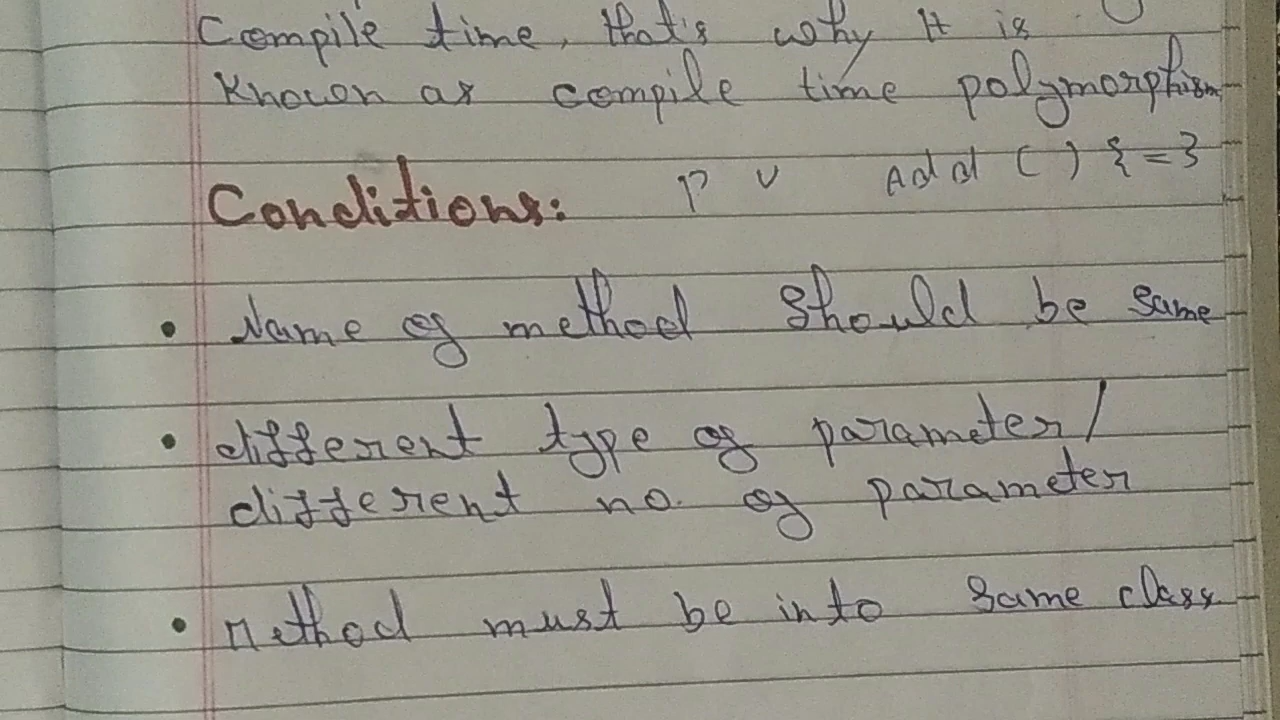 Compile time, that's why It is
Known as compile time polymorphism
Conditions: P V Add ( ) { = }
• Name of method should be same
• different type of parameter/
different no. of parameter
• Method must be into same class